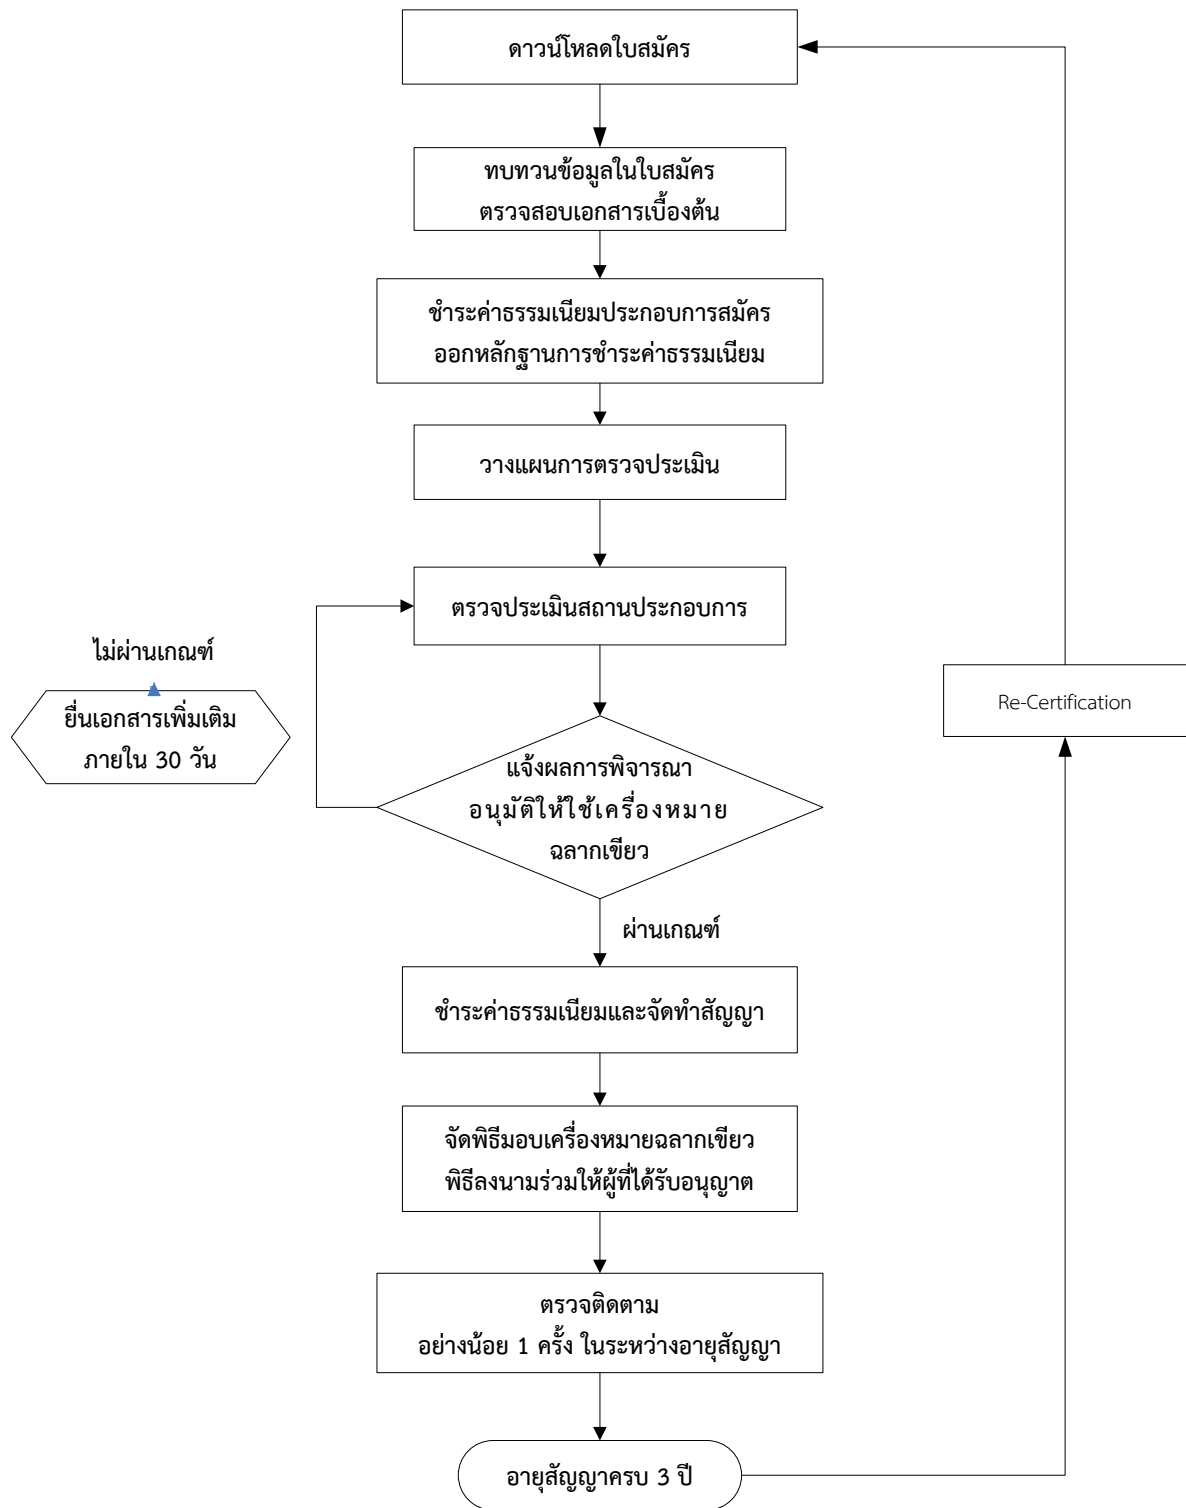 ดาวน์โหลดใบสมัคร
ทบทวนข้อมูลในใบสมัคร
ตรวจสอบเอกสารเบื้องต้น
ชำระค่าธรรมเนียมประกอบการสมัคร
ออกหลักฐานการชำระค่าธรรมเนียม
วางแผนการตรวจประเมิน
ตรวจประเมินสถานประกอบการ
ไม่ผ่านเกณฑ์
ยื่นเอกสารเพิ่มเติม
ภายใน 30 วัน
Re-Certification
แจ้งผลการพิจารณา
อนุมัติให้ใช้เครื่องหมาย
ฉลากเขียว
ผ่านเกณฑ์
ชำระค่าธรรมเนียมและจัดทำสัญญา
จัดพิธีมอบเครื่องหมายฉลากเขียว
พิธีลงนามร่วมให้ผู้ที่ได้รับอนุญาต
ตรวจติดตาม
อย่างน้อย 1 ครั้ง ในระหว่างอายุสัญญา
อายุสัญญาครบ 3 ปี